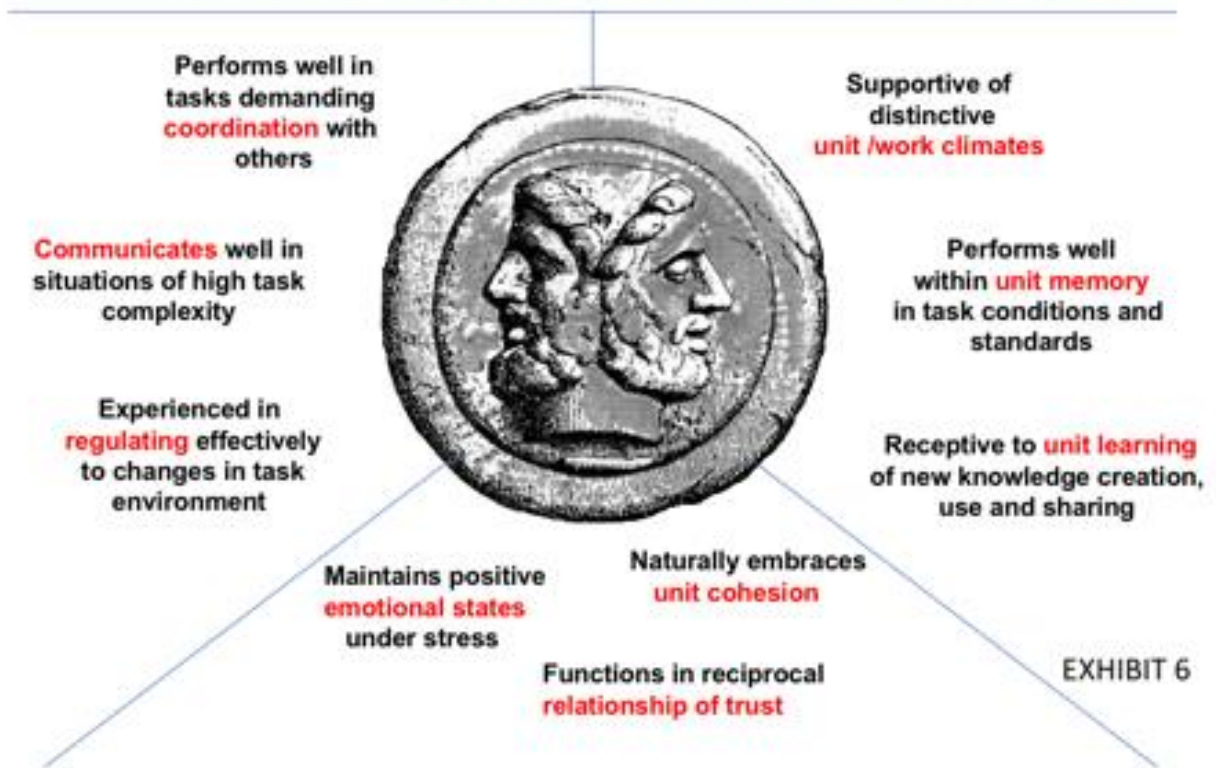 Performs well in
tasks demanding
coordination with
others
Communicates well in
situations of high task
complexity
Experienced in
regulating effectively
to changes in task
environment
Supportive of
distinctive
unit /work climates
Performs well
within unit memory
in task conditions and
standards
Receptive to unit learning
of new knowledge creation,
use and sharing
Maintains positive
emotional states
under stress
Naturally embraces
unit cohesion
Functions in reciprocal
relationship of trust
EXHIBIT 6